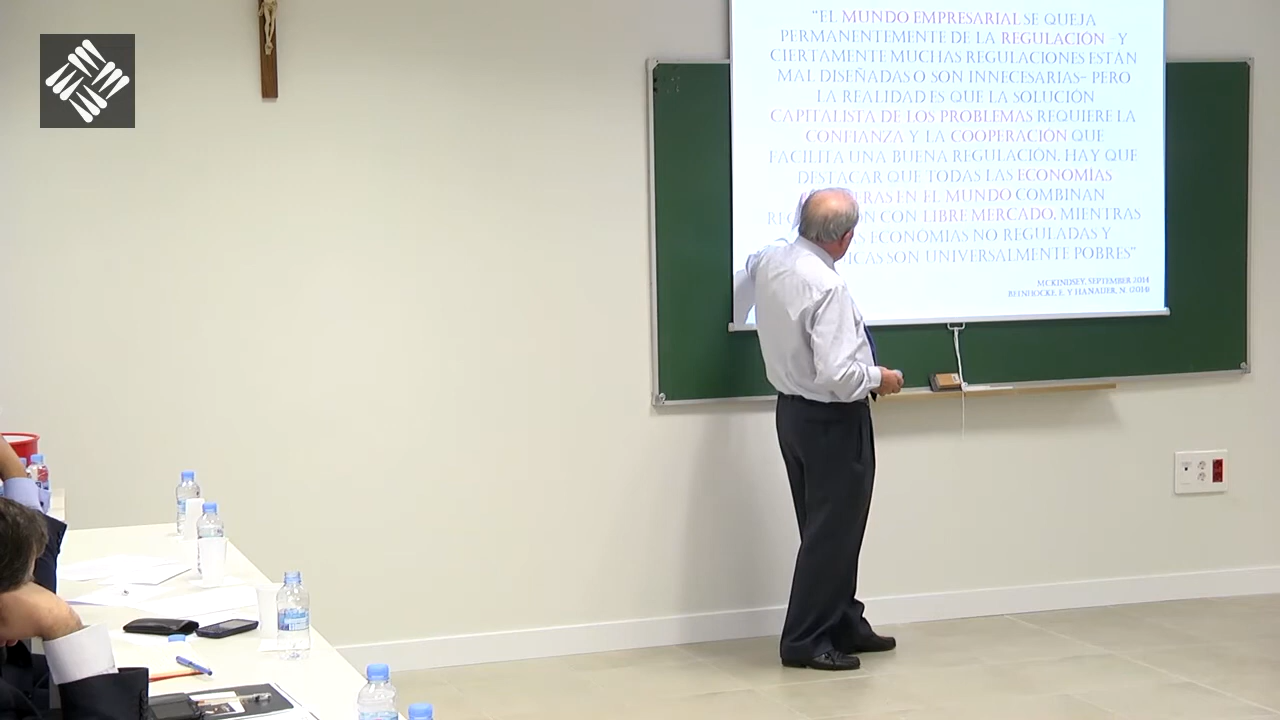 "EL MUNDO EMPRESARIAL SE QUEJA
PERMANENTEMENTE DE LA REGULACIÓN -Y
CIERTAMENTE MUCHAS REGULACIONES ESTÁN
MAL DISEÑADAS O SON INNECESARIAS- PERO
LA REALIDAD ES QUE LA SOLUCIÓN
CAPITALISTA DE LOS PROBLEMAS REQUIERE LA
CONFIANZA Y LA COOPERACIÓN QUE
FACILITA UNA BUENA REGULACIÓN. HAY QUE
DESTACAR QUE TODAS LAS ECONOMÍAS
EN EL MUNDO COMBINAN
CON LIBRE MERCADO, MIENTRAS
ECONOMÍAS NO REGULADAS Y
SON UNIVERSALMENTE POBRES"
MCKINDSEY, SEPTEMBER 2014
BEINHOCKE, E. Y HANAUER, N. (2014)